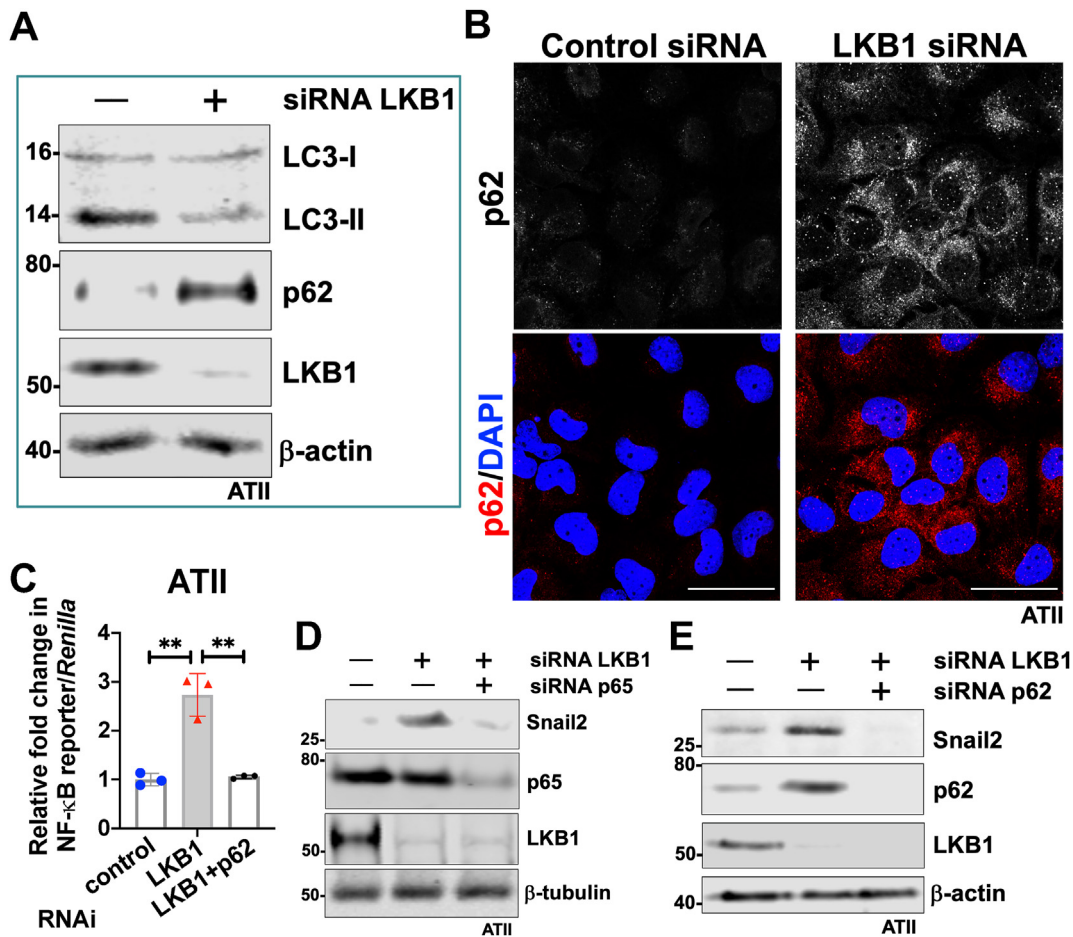 A
— + siRNA LKB1
16 LC3-I
14 LC3-II
80
p62
LKB1
50
40 β-actin
ATII
B
Control siRNA LKB1 siRNA
p62
p62/DAPI
ATII
C
ATII
Relative fold change in
NF-κB reporter/Renilla
4
3
2
1
0
** **
control
LKB1
LKB1+p62
RNAi
D
— + + siRNA LKB1
— — + siRNA p65
Snail2
25
80
p65
LKB1
50
50 β-tubulin
ATII
E
— + + siRNA LKB1
— — + siRNA p62
Snail2
25
80
p62
LKB1
50
β-actin
40
ATII